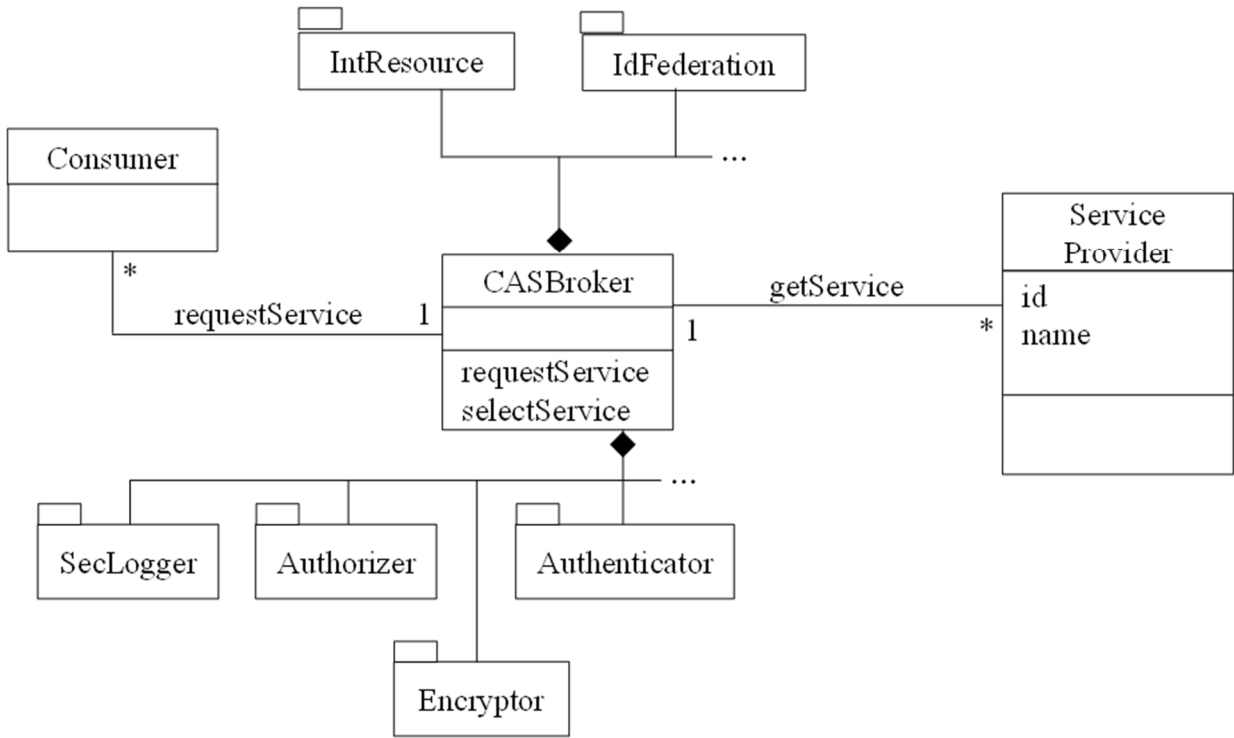 IntResource
IdFederation
...
Consumer
*
requestService
1
CASBroker
requestService
selectService
getService
1
*
Service
Provider
id
name
...
SecLogger
Authorizer
Authenticator
Encryptor